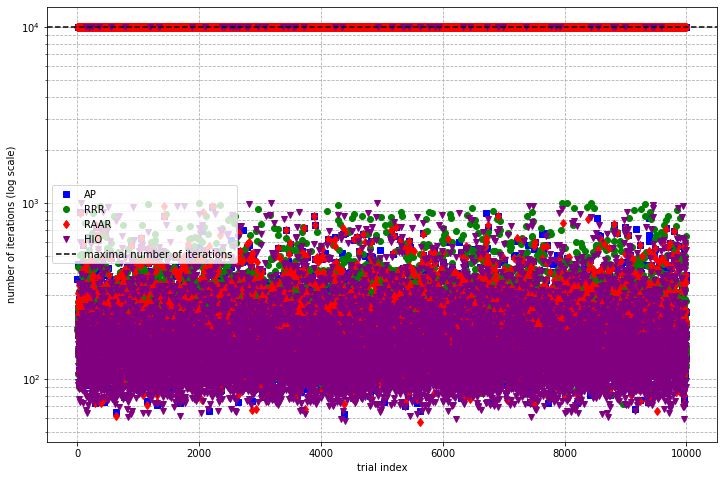 10⁴
10³
10²
number of iterations (log scale)
AP
RRR
RAAR
HIO
maximal number of iterations
0
2000
4000
6000
8000
10000
trial index